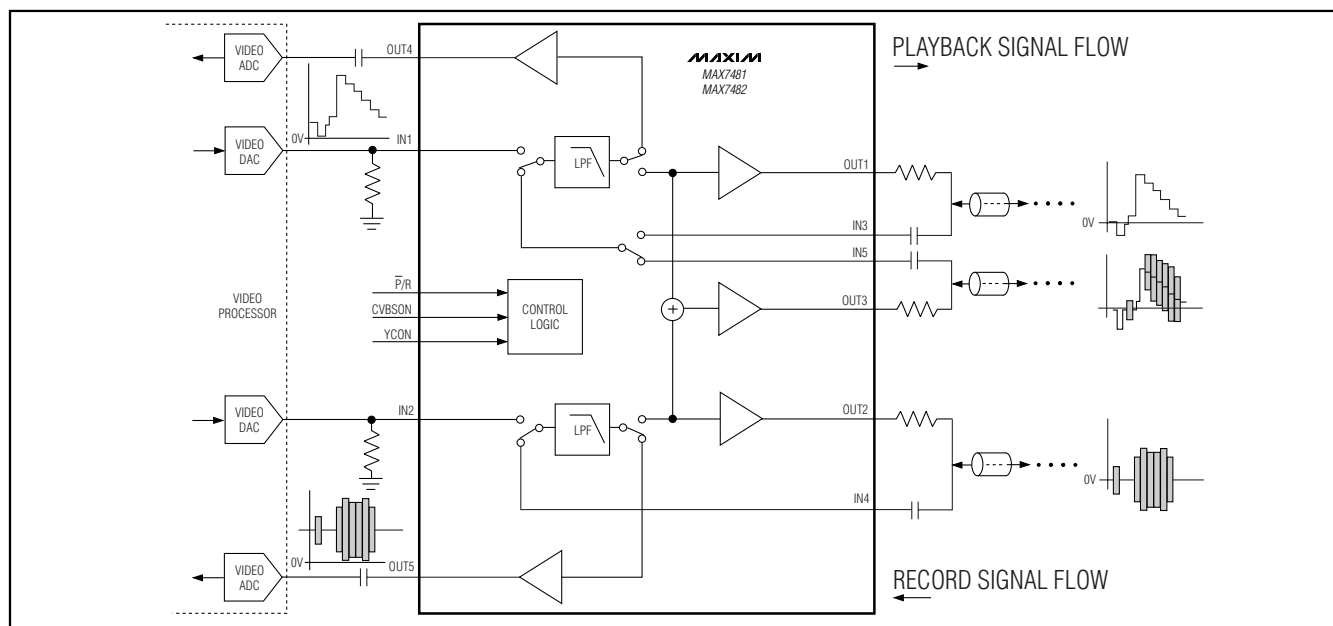 VIDEO
ADC
OUT4
MAXIM
MAX7481
MAX7482
PLAYBACK SIGNAL FLOW
0V
IN1
VIDEO
DAC
LPF
OUT1
0V
IN3
IN5
P̅/R
CVBSON
YCON
CONTROL
LOGIC
VIDEO
PROCESSOR
+
OUT3
VIDEO
DAC
IN2
LPF
OUT2
0V
IN4
0V
VIDEO
ADC
OUT5
RECORD SIGNAL FLOW